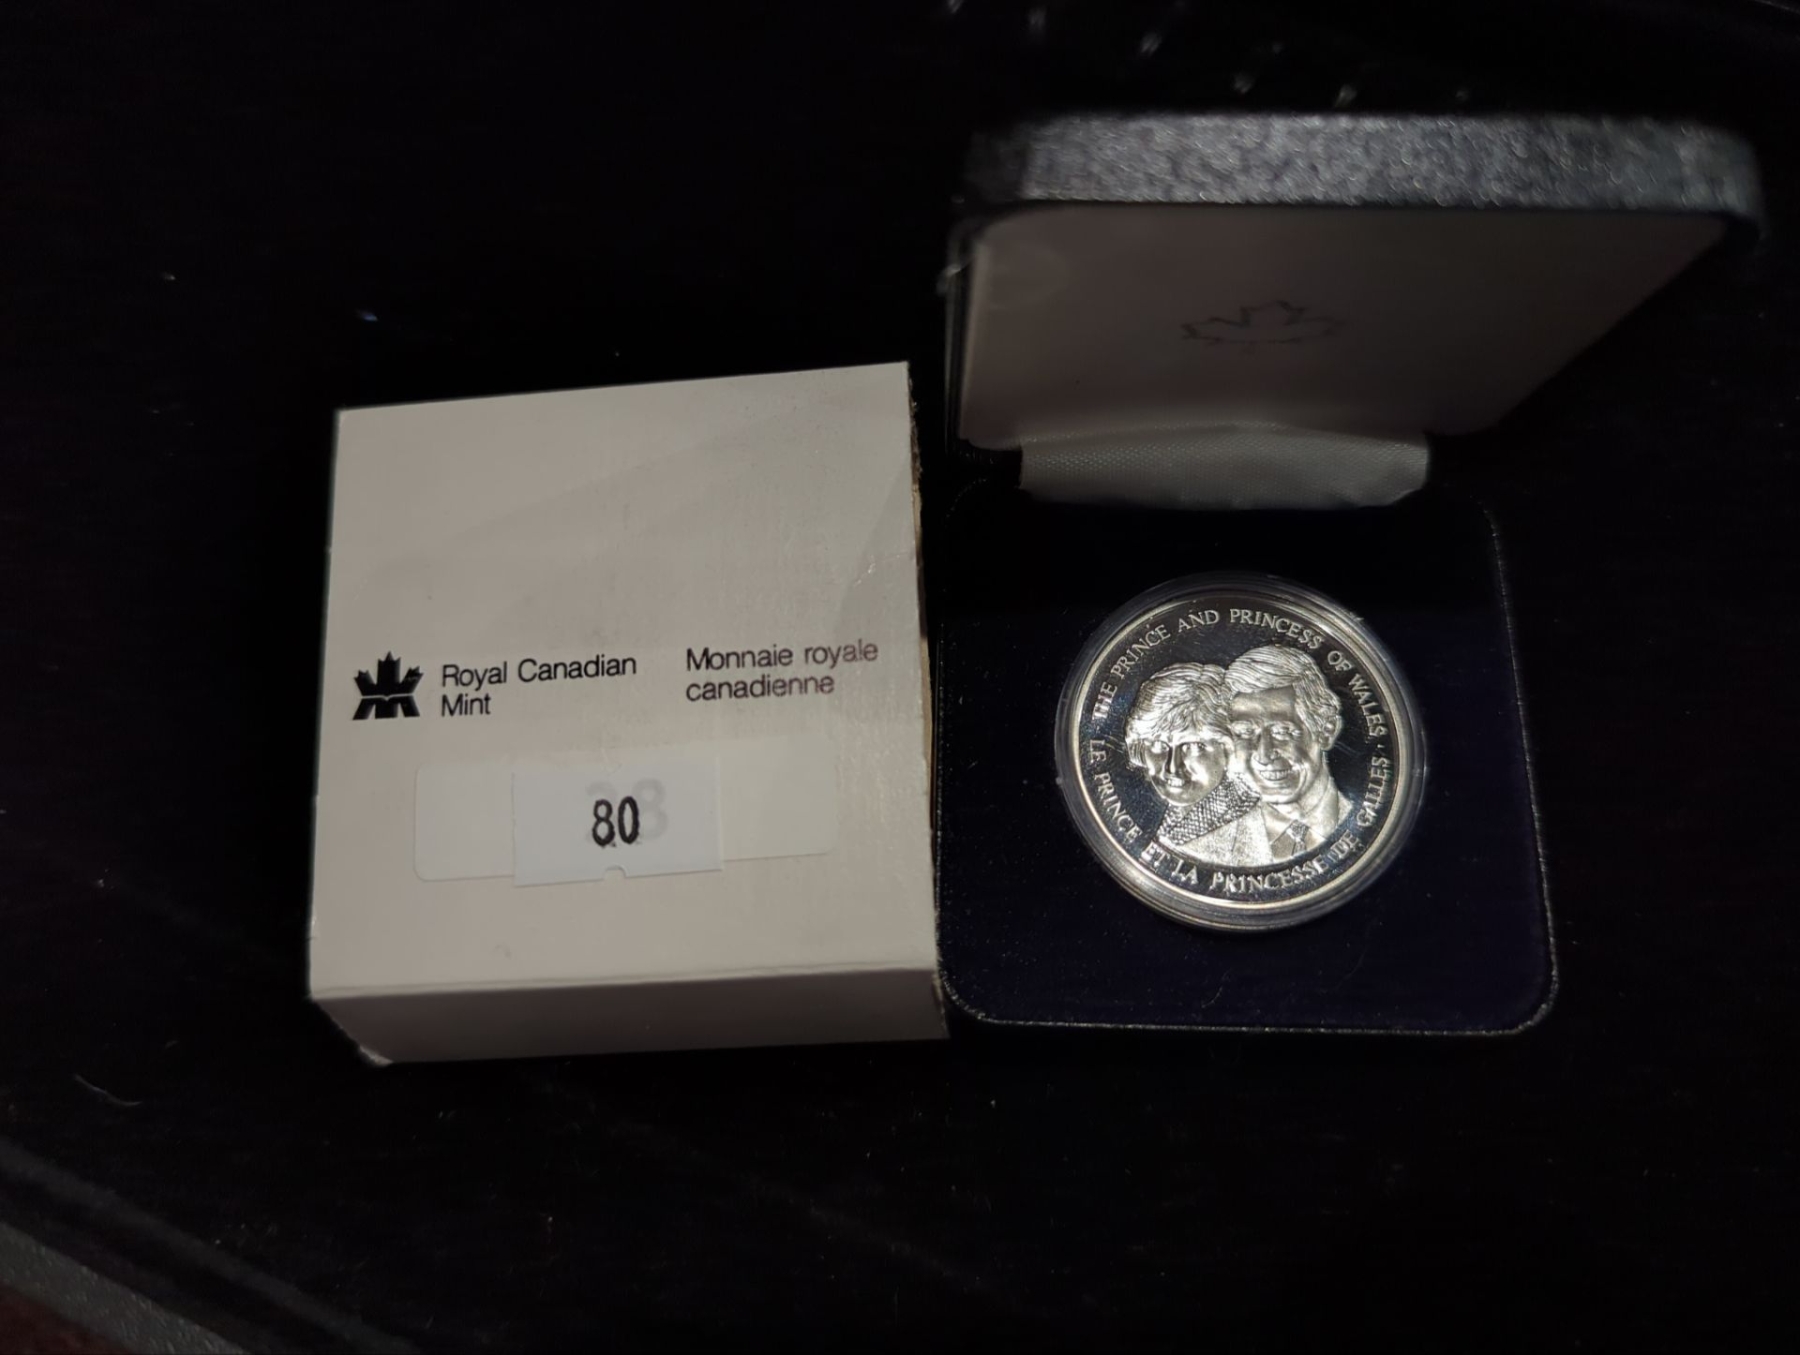 Royal Canadian
Mint
Monnaie royale
canadienne
80
THE PRINCE AND PRINCESS OF WALES.
LE PRINCE ET LA PRINCESSE DE GALLES.